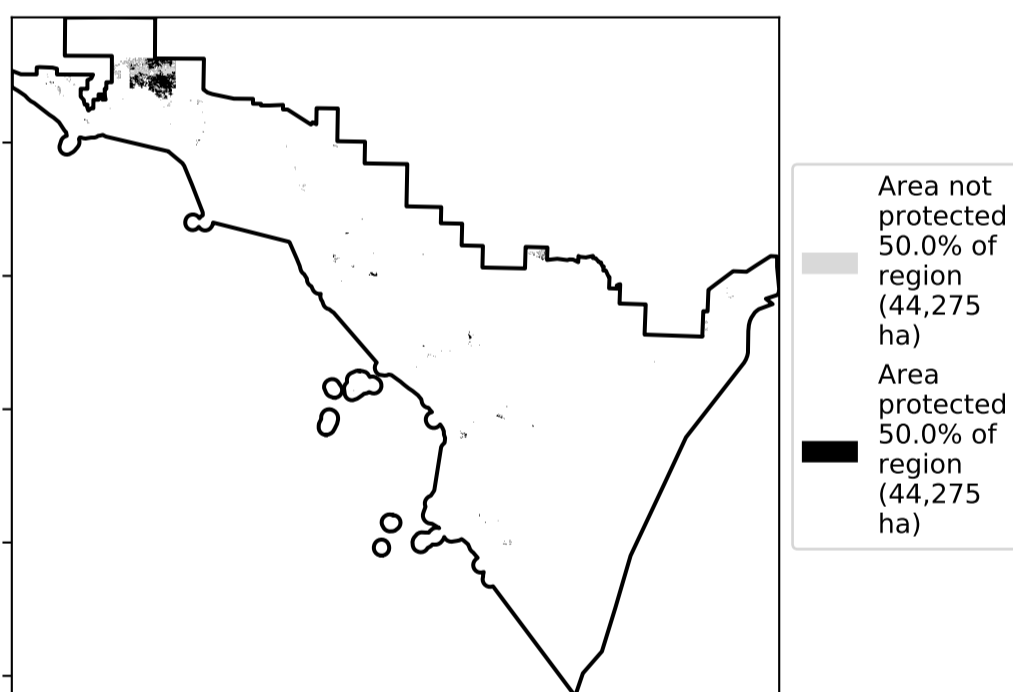 Area not
protected
50.0% of
region
(44,275
ha)
Area
protected
50.0% of
region
(44,275
ha)